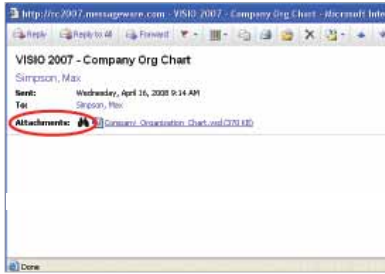 http://rc2007.messageware.com - VISIO 2007 - Company Org Chart - Microsoft Inte
Reply Reply to All Forward
VISIO 2007 - Company Org Chart
Simpson, Max
Sent: Wednesday, April 16, 2008 9:14 AM
To: Simpson, Max
Attachments: Company Organization Chart.vsd (370 KB)
Done